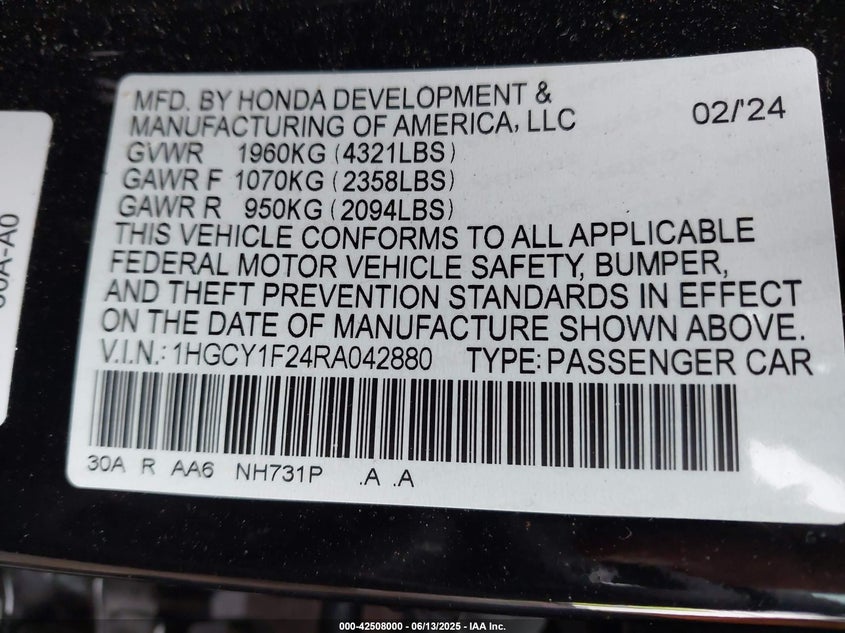 MFD. BY HONDA DEVELOPMENT &
MANUFACTURING OF AMERICA, LLC 02/'24
GVWR 1960KG (4321LBS)
GAWR F 1070KG (2358LBS)
GAWR R 950KG (2094LBS)
THIS VEHICLE CONFORMS TO ALL APPLICABLE
FEDERAL MOTOR VEHICLE SAFETY, BUMPER,
AND THEFT PREVENTION STANDARDS IN EFFECT
ON THE DATE OF MANUFACTURE SHOWN ABOVE.
V.I.N.: 1HGCY1F24RA042880 TYPE: PASSENGER CAR
30A R AA6 NH731P .A .A
000-42508000 - 06/13/2025 - IAA Inc.